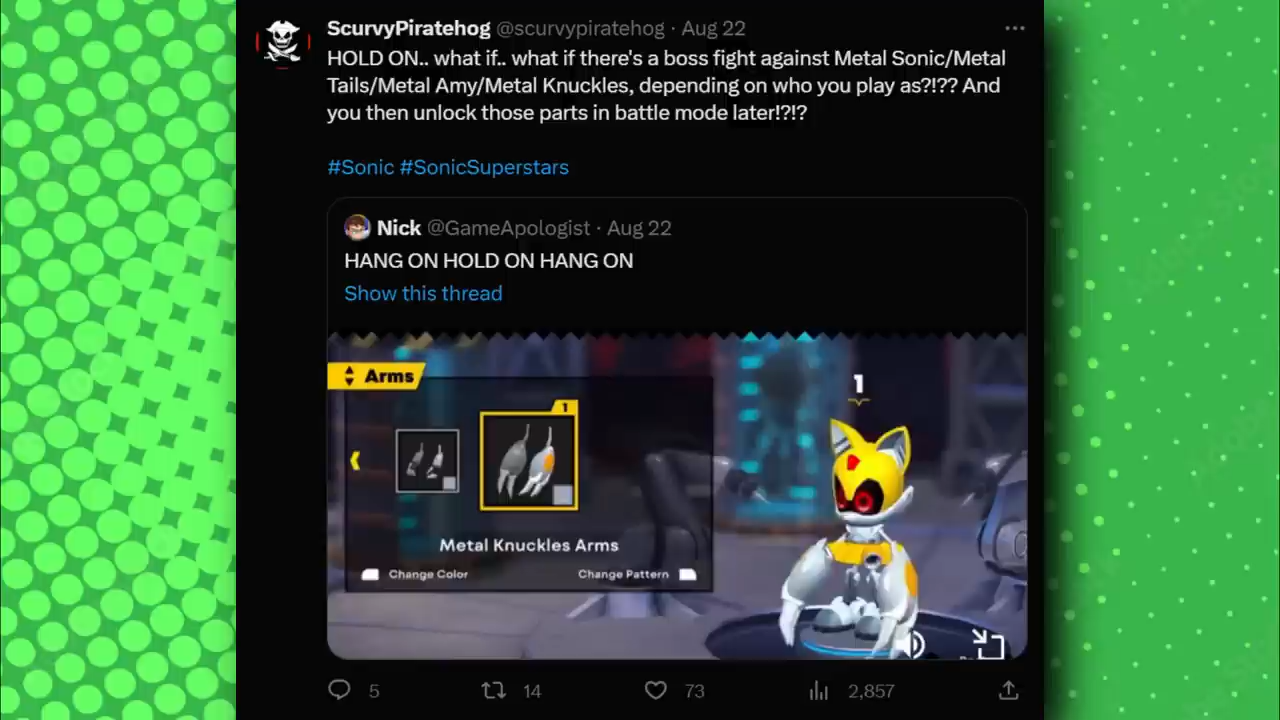 ScurvyPiratehog @scurvypiratehog · Aug 22
HOLD ON.. what if.. what if there's a boss fight against Metal Sonic/Metal
Tails/Metal Amy/Metal Knuckles, depending on who you play as?!?? And
you then unlock those parts in battle mode later!?!?
#Sonic #SonicSuperstars
Nick @GameApologist · Aug 22
HANG ON HOLD ON HANG ON
Show this thread
Arms
1
1
Metal Knuckles Arms
Change Color Change Pattern
5 14 73 2,857